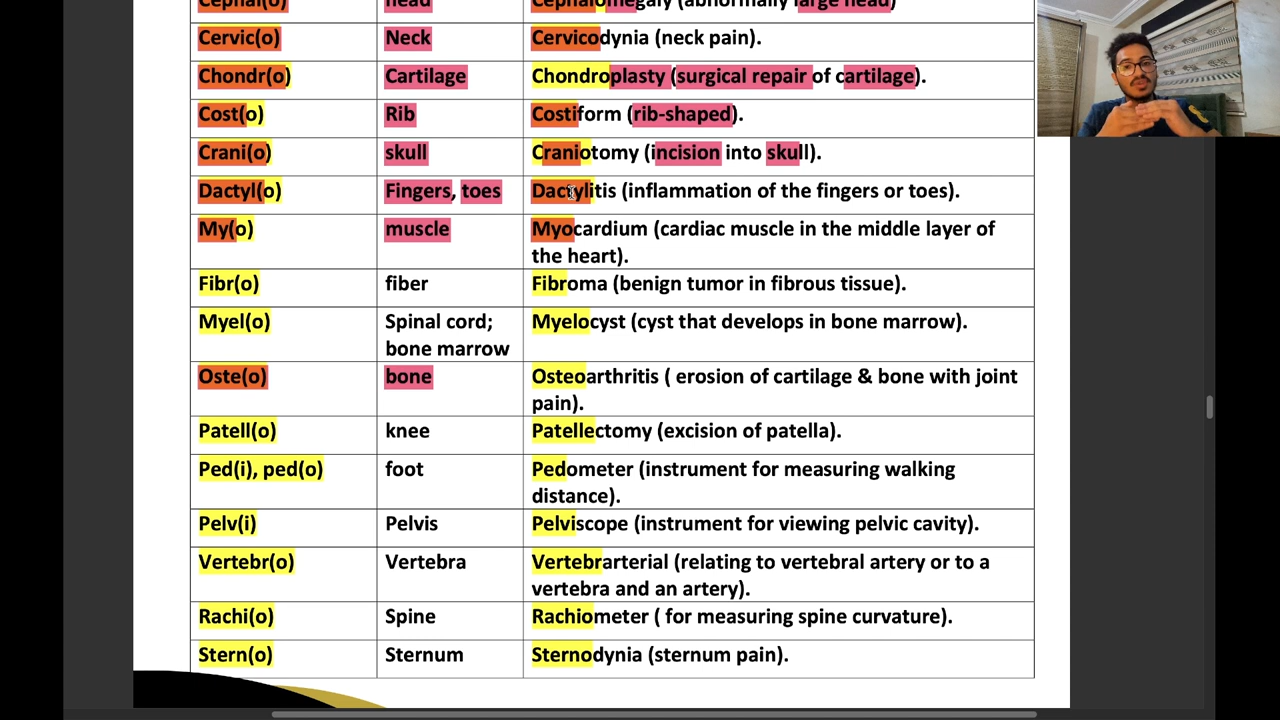 Cephal(o) head Cephalomegaly (abnormally large head)
Cervic(o) Neck Cervicodynia (neck pain).
Chondr(o) Cartilage Chondroplasty (surgical repair of cartilage).
Cost(o) Rib Costiform (rib-shaped).
Crani(o) skull Craniotomy (incision into skull).
Dactyl(o) Fingers, toes Dactylitis (inflammation of the fingers or toes).
My(o) muscle Myocardium (cardiac muscle in the middle layer of
the heart).
Fibr(o) fiber Fibroma (benign tumor in fibrous tissue).
Myel(o) Spinal cord; Myelocyst (cyst that develops in bone marrow).
bone marrow
Oste(o) bone Osteoarthritis ( erosion of cartilage & bone with joint
pain).
Patell(o) knee Patellectomy (excision of patella).
Ped(i), ped(o) foot Pedometer (instrument for measuring walking
distance).
Pelv(i) Pelvis Pelviscope (instrument for viewing pelvic cavity).
Vertebr(o) Vertebra Vertebrarterial (relating to vertebral artery or to a
vertebra and an artery).
Rachi(o) Spine Rachiometer ( for measuring spine curvature).
Stern(o) Sternum Sternodynia (sternum pain).